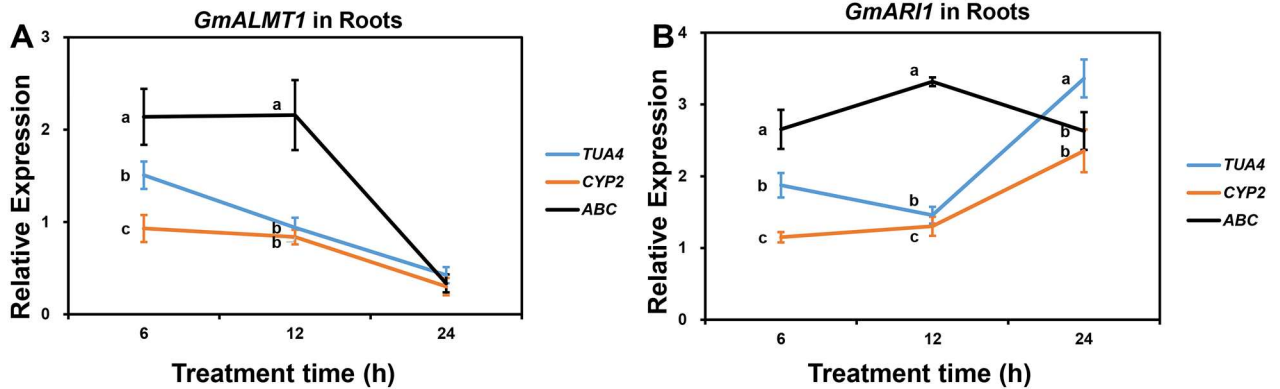 A
GmALMT1 in Roots
Relative Expression
3
2
1
0
a
b
c
a
b
b
6
12
24
Treatment time (h)
TUA4
CYP2
ABC
B
GmARI1 in Roots
Relative Expression
4
3
2
1
0
a
b
c
a
b
c
a
b
b
6
12
24
Treatment time (h)
TUA4
CYP2
ABC